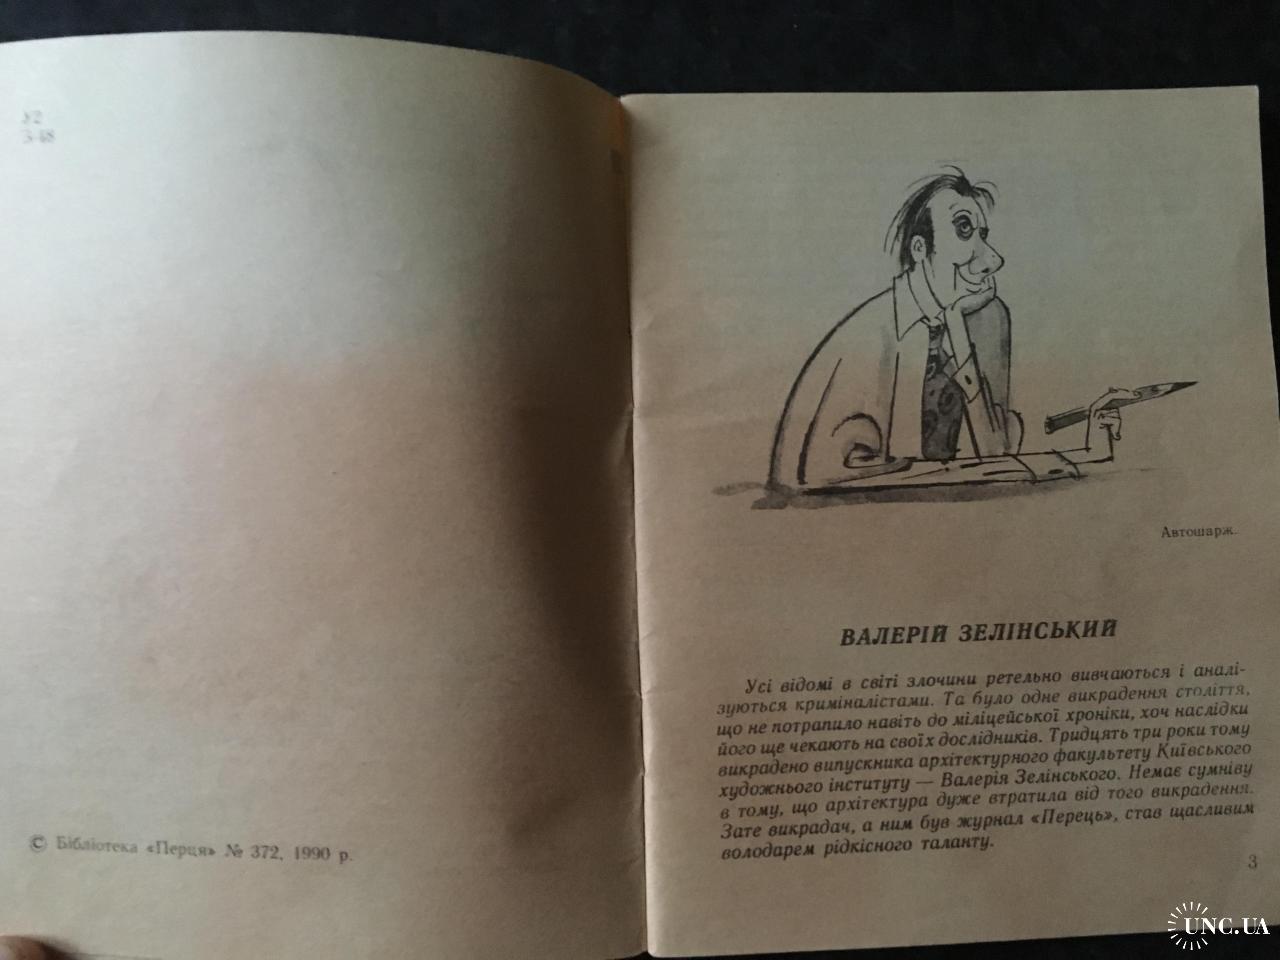 У2
З-48
© Бібліотека «Перця» № 372, 1990 р.
Автошарж.
ВАЛЕРІЙ ЗЕЛІНСЬКИЙ
Усі відомі в світі злочини ретельно вивчаються і аналі-
зуються криміналістами. Та було одне викрадення століття,
що не потрапило навіть до міліцейської хроніки, хоч наслідки
його ще чекають на своїх дослідників. Тридцять три роки тому
викрадено випускника архітектурного факультету Київського
художнього інституту — Валерія Зелінського. Немає сумніву
в тому, що архітектура дуже втратила від того викрадення.
Зате викрадач, а ним був журнал «Перець», став щасливим
володарем рідкісного таланту.
3
UNC.UA